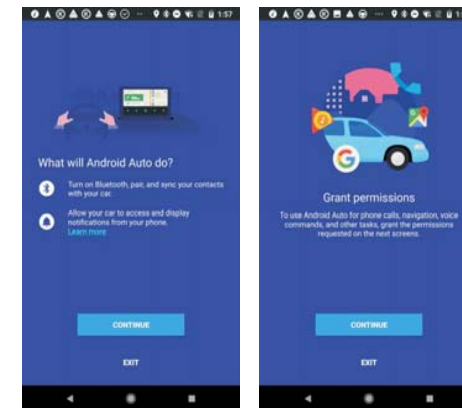 1:57
What will Android Auto do?
Turn on Bluetooth, pair, and sync your contacts
with your car.
Allow your car to access and display
notifications from your phone.
Learn more
CONTINUE
EXIT
Grant permissions
To use Android Auto for phone calls, navigation, voice
commands, and other tasks, grant the permissions
requested on the next screens.
CONTINUE
EXIT